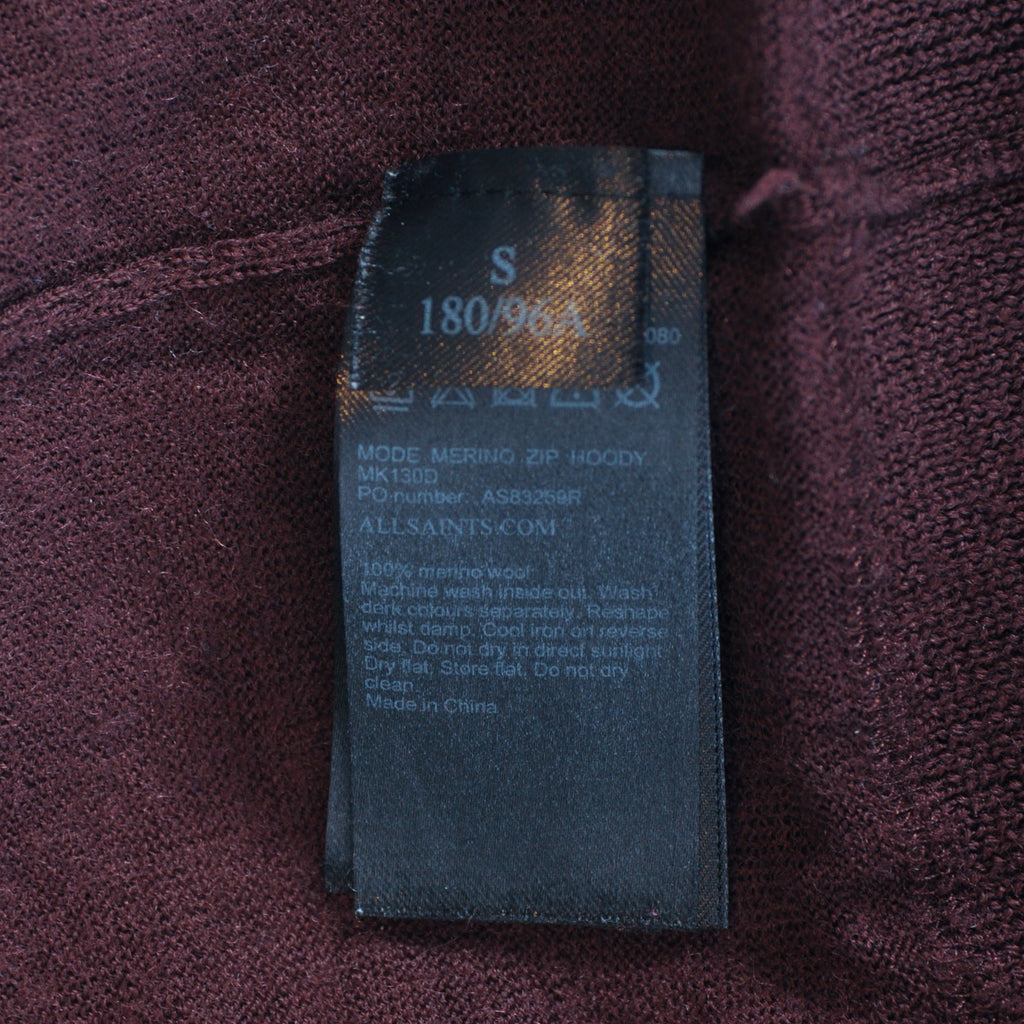 S
180/96A
080
MODE MERINO ZIP HOODY
MK130D
PO number: AS83259R
ALLSAINTS.COM
100% merino wool
Machine wash inside out. Wash
dark colours separately. Reshape
whilst damp. Cool iron on reverse
side. Do not dry in direct sunlight
Dry flat. Store flat. Do not dry
clean.
Made in China